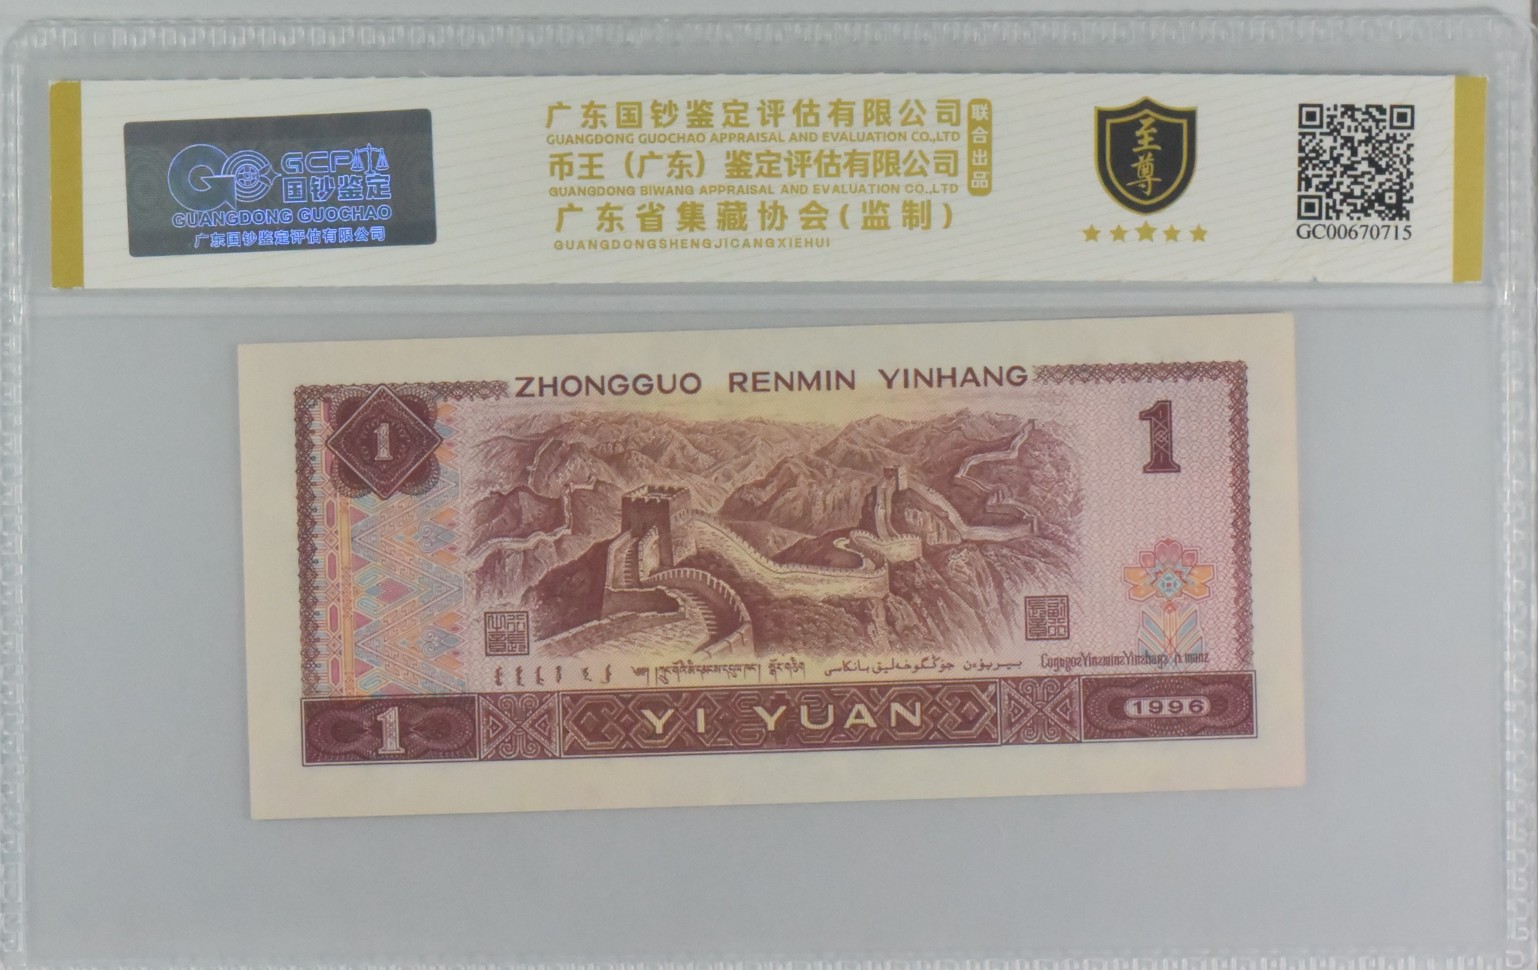 GCP
国钞鉴定
GUANGDONG GUOCHAO
广东国钞鉴定评估有限公司
广东国钞鉴定评估有限公司
GUANGDONG GUOCHAO APPRAISAL AND EVALUATION CO.,LTD
币王（广东）鉴定评估有限公司
GUANGDONG BIWANG APPRAISAL AND EVALUATION CO.,LTD
广东省集藏协会(监制)
GUANGDONGSHENGJICANGXIEHUI
联合出品
至尊
GC00670715
ZHONGGUO RENMIN YINHANG
1
1
1
YI YUAN
1996